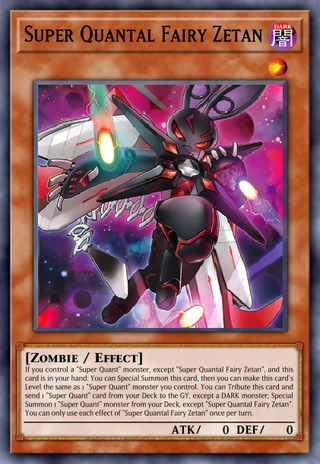 Super Quantal Fairy Zetan
DARK
闇
[Zombie / Effect]
If you control a "Super Quant" monster, except "Super Quantal Fairy Zetan", and this
card is in your hand: You can Special Summon this card, then you can make this card's
Level the same as 1 "Super Quant" monster you control. You can Tribute this card and
send 1 "Super Quantal" card from your Deck to the GY, except a DARK monster; Special
Summon 1 "Super Quant" monster from your Deck, except "Super Quantal Fairy Zetan".
You can only use each effect of "Super Quantal Fairy Zetan" once per turn.
ATK/ 0 DEF/ 0